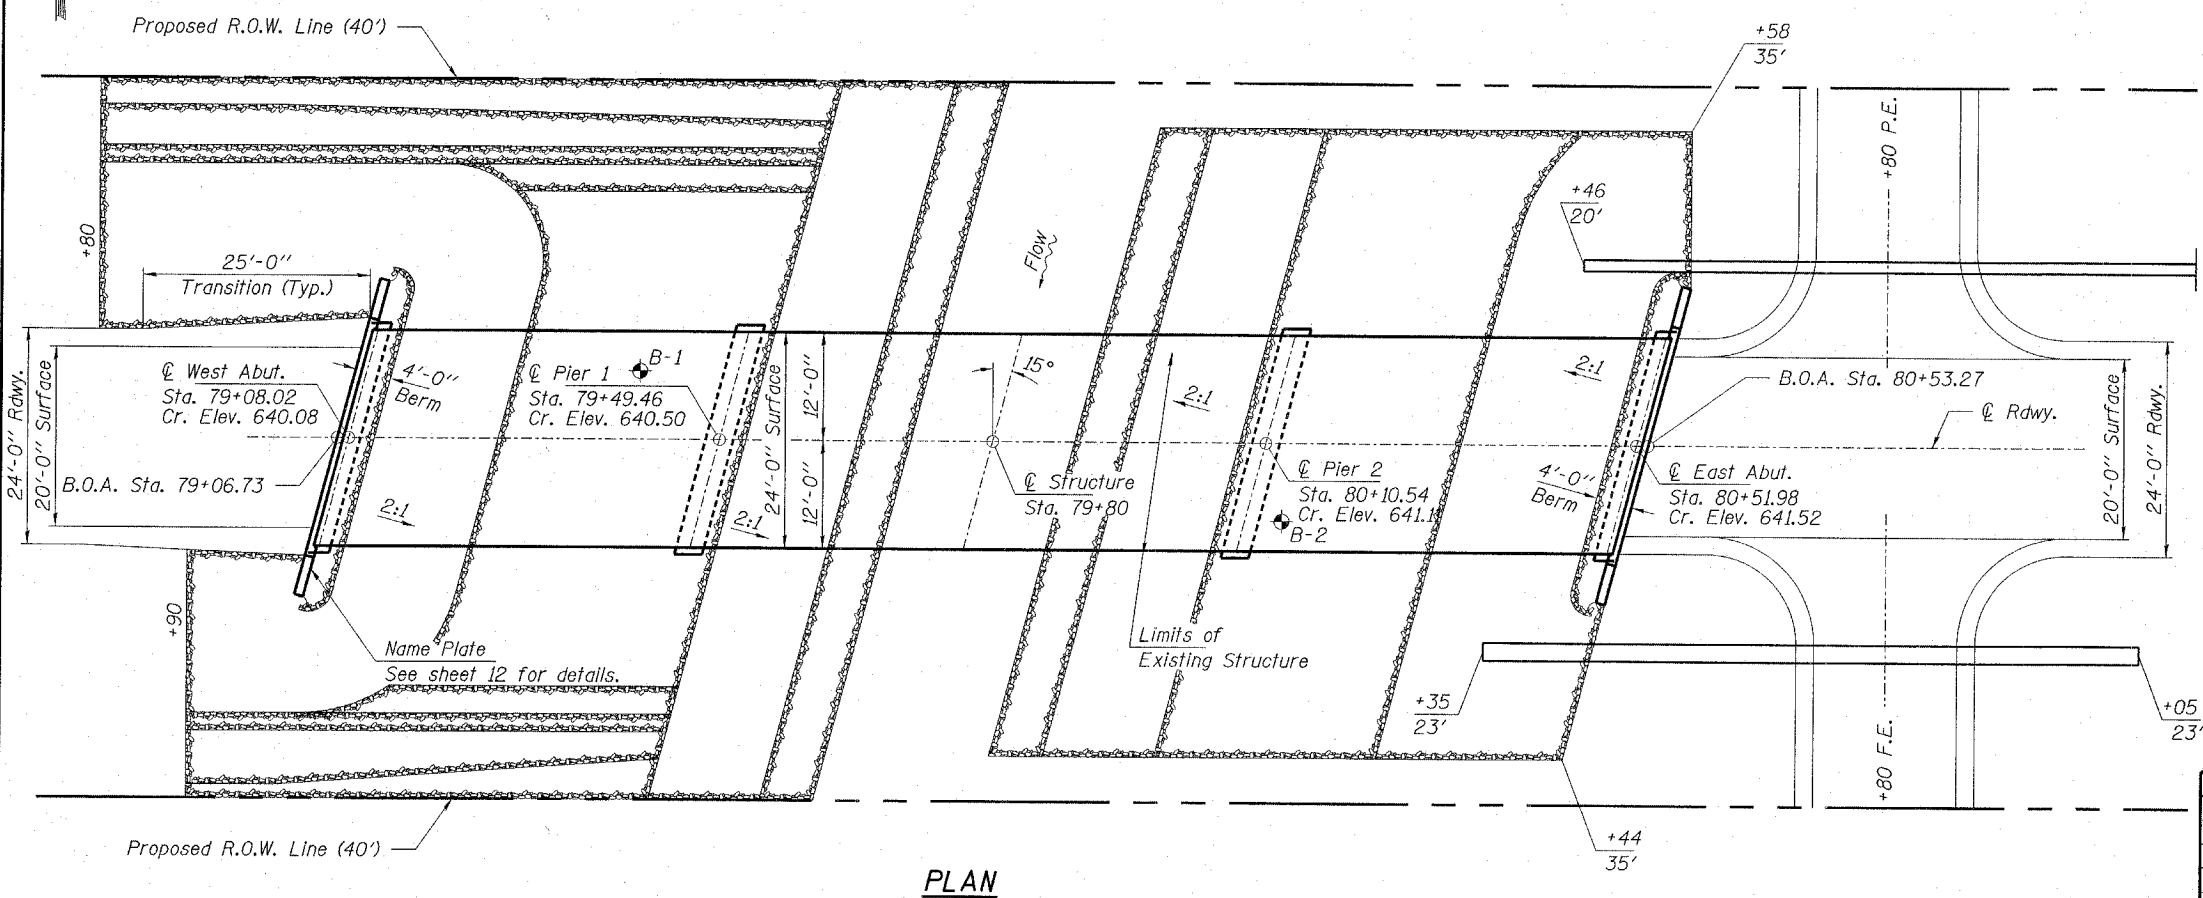 Proposed R.O.W. Line (40')
+58
35'
+80 P.E.
+46
20'
Flow
+80
25'-0"
Transition (Typ.)
24'-0" Rdwy.
20'-0" Surface
℄ West Abut.
Sta. 79+08.02
Cr. Elev. 640.08
4'-0"
Berm
B-1
℄ Pier 1
Sta. 79+49.46
Cr. Elev. 640.50
24'-0" Surface
12'-0"
12'-0"
15°
2:1
2:1
B.O.A. Sta. 80+53.27
℄ Rdwy.
B.O.A. Sta. 79+06.73
2:1
2:1
℄ Structure
Sta. 79+80
℄ Pier 2
Sta. 80+10.54
Cr. Elev. 641.1
B-2
4'-0"
Berm
℄ East Abut.
Sta. 80+51.98
Cr. Elev. 641.52
20'-0" Surface
24'-0" Rdwy.
+90
Name Plate
See sheet 12 for details.
Limits of
Existing Structure
+35
23'
+05
23'
+80 F.E.
Proposed R.O.W. Line (40')
+44
35'
PLAN